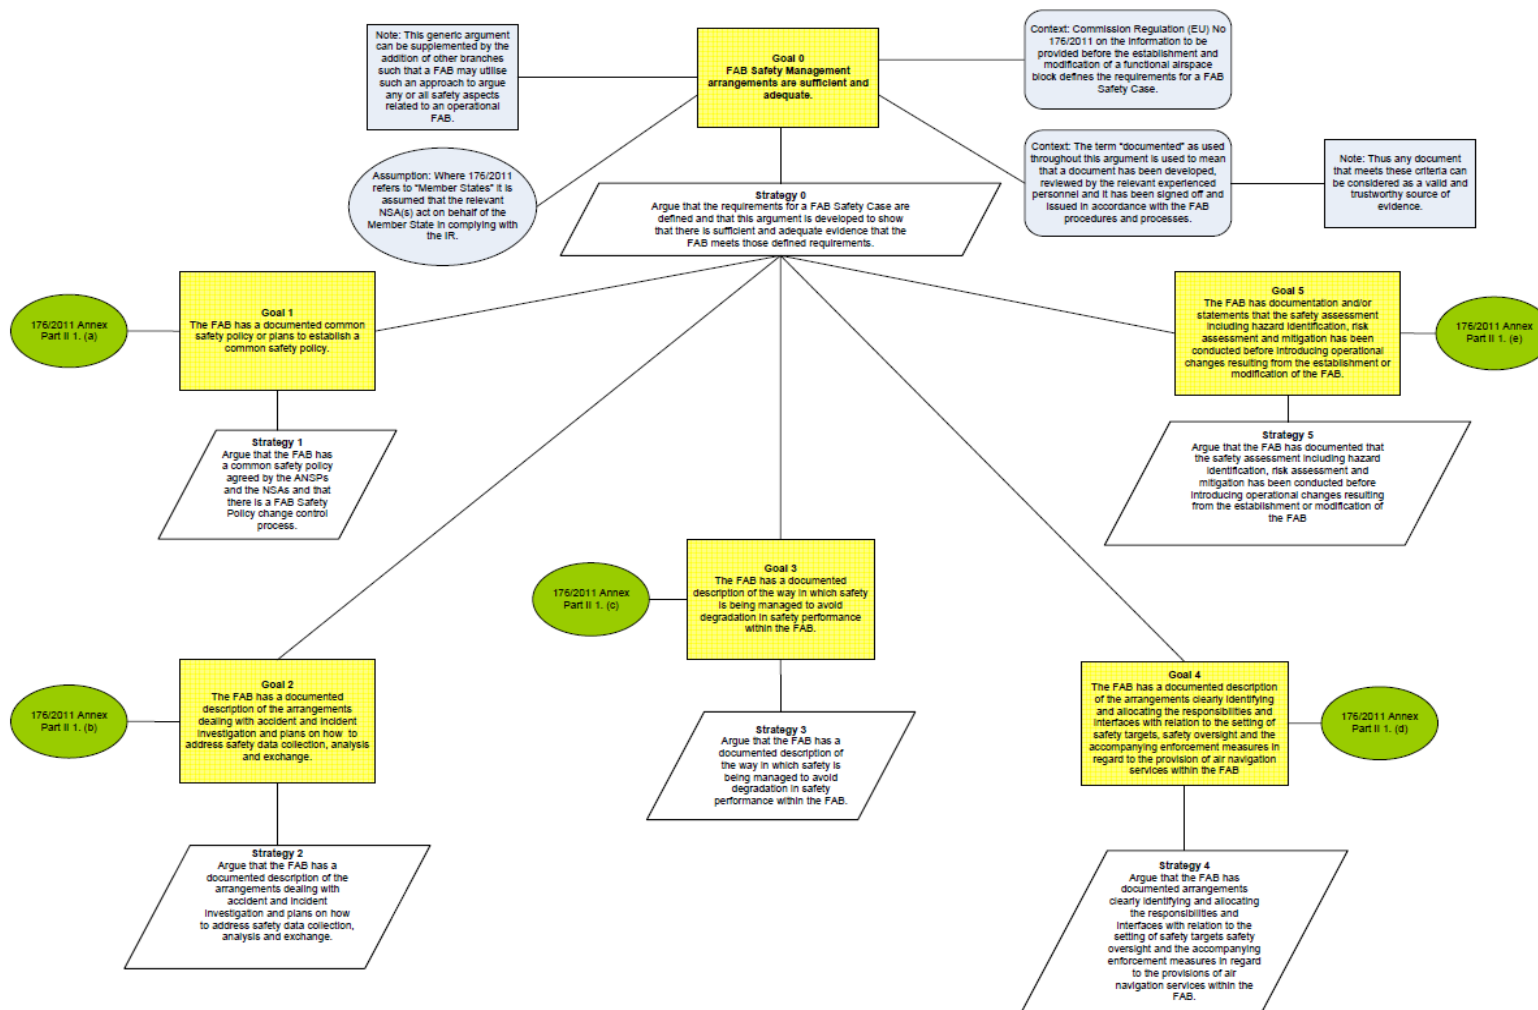 Note: This generic argument
can be supplemented by the
addition of other branches
such that a FAB may utilise
such an approach to argue
any or all safety aspects
related to an operational
FAB.
Goal 0
FAB Safety Management
arrangements are sufficient and
adequate.
Context: Commission Regulation (EU) No
176/2011 on the information to be
provided before the establishment and
modification of a functional airspace
block defines the requirements for a FAB
Safety Case.
Assumption: Where 176/2011
refers to "Member States" it is
assumed that the relevant
NSA(s) act on behalf of the
Member State in complying with
the IR.
Strategy 0
Argue that the requirements for a FAB Safety Case are
defined and that this argument is developed to show
that there is sufficient and adequate evidence that the
FAB meets those defined requirements.
Context: The term "documented" as used
throughout this argument is used to mean
that a document has been developed,
reviewed by the relevant experienced
personnel and it has been signed off and
issued in accordance with the FAB
procedures and processes.
Note: Thus any document
that meets these criteria can
be considered as a valid and
trustworthy source of
evidence.
176/2011 Annex
Part II 1. (a)
Goal 1
The FAB has a documented common
safety policy or plans to establish a
common safety policy.
Goal 5
The FAB has documentation and/or
statements that the safety assessment
including hazard identification, risk
assessment and mitigation has been
conducted before introducing operational
changes resulting from the establishment or
modification of the FAB.
176/2011 Annex
Part II 1. (e)
Strategy 1
Argue that the FAB has
a common safety policy
agreed by the ANSPs
and the NSAs and that
there is a FAB Safety
Policy change control
process.
Strategy 5
Argue that the FAB has documented that
the safety assessment including hazard
identification, risk assessment and
mitigation has been conducted before
introducing operational changes resulting
from the establishment or modification of
the FAB
176/2011 Annex
Part II 1. (c)
Goal 3
The FAB has a documented
description of the way in which safety
is being managed to avoid
degradation in safety performance
within the FAB.
176/2011 Annex
Part II 1. (b)
Goal 2
The FAB has a documented
description of the arrangements
dealing with accident and incident
investigation and plans on how to
address safety data collection, analysis
and exchange.
Goal 4
The FAB has a documented description
of the arrangements clearly identifying
and allocating the responsibilities and
interfaces with relation to the setting of
safety targets, safety oversight and the
accompanying enforcement measures in
regard to the provision of air navigation
services within the FAB
176/2011 Annex
Part II 1. (d)
Strategy 3
Argue that the FAB has a
documented description of
the way in which safety is
being managed to avoid
degradation in safety
performance within the FAB.
Strategy 2
Argue that the FAB has a
documented description of the
arrangements dealing with
accident and incident
investigation and plans on how
to address safety data collection,
analysis and exchange.
Strategy 4
Argue that the FAB has
documented arrangements
clearly identifying and allocating
the responsibilities and
interfaces with relation to the
setting of safety targets safety
oversight and the accompanying
enforcement measures in regard
to the provisions of air
navigation services within the
FAB.